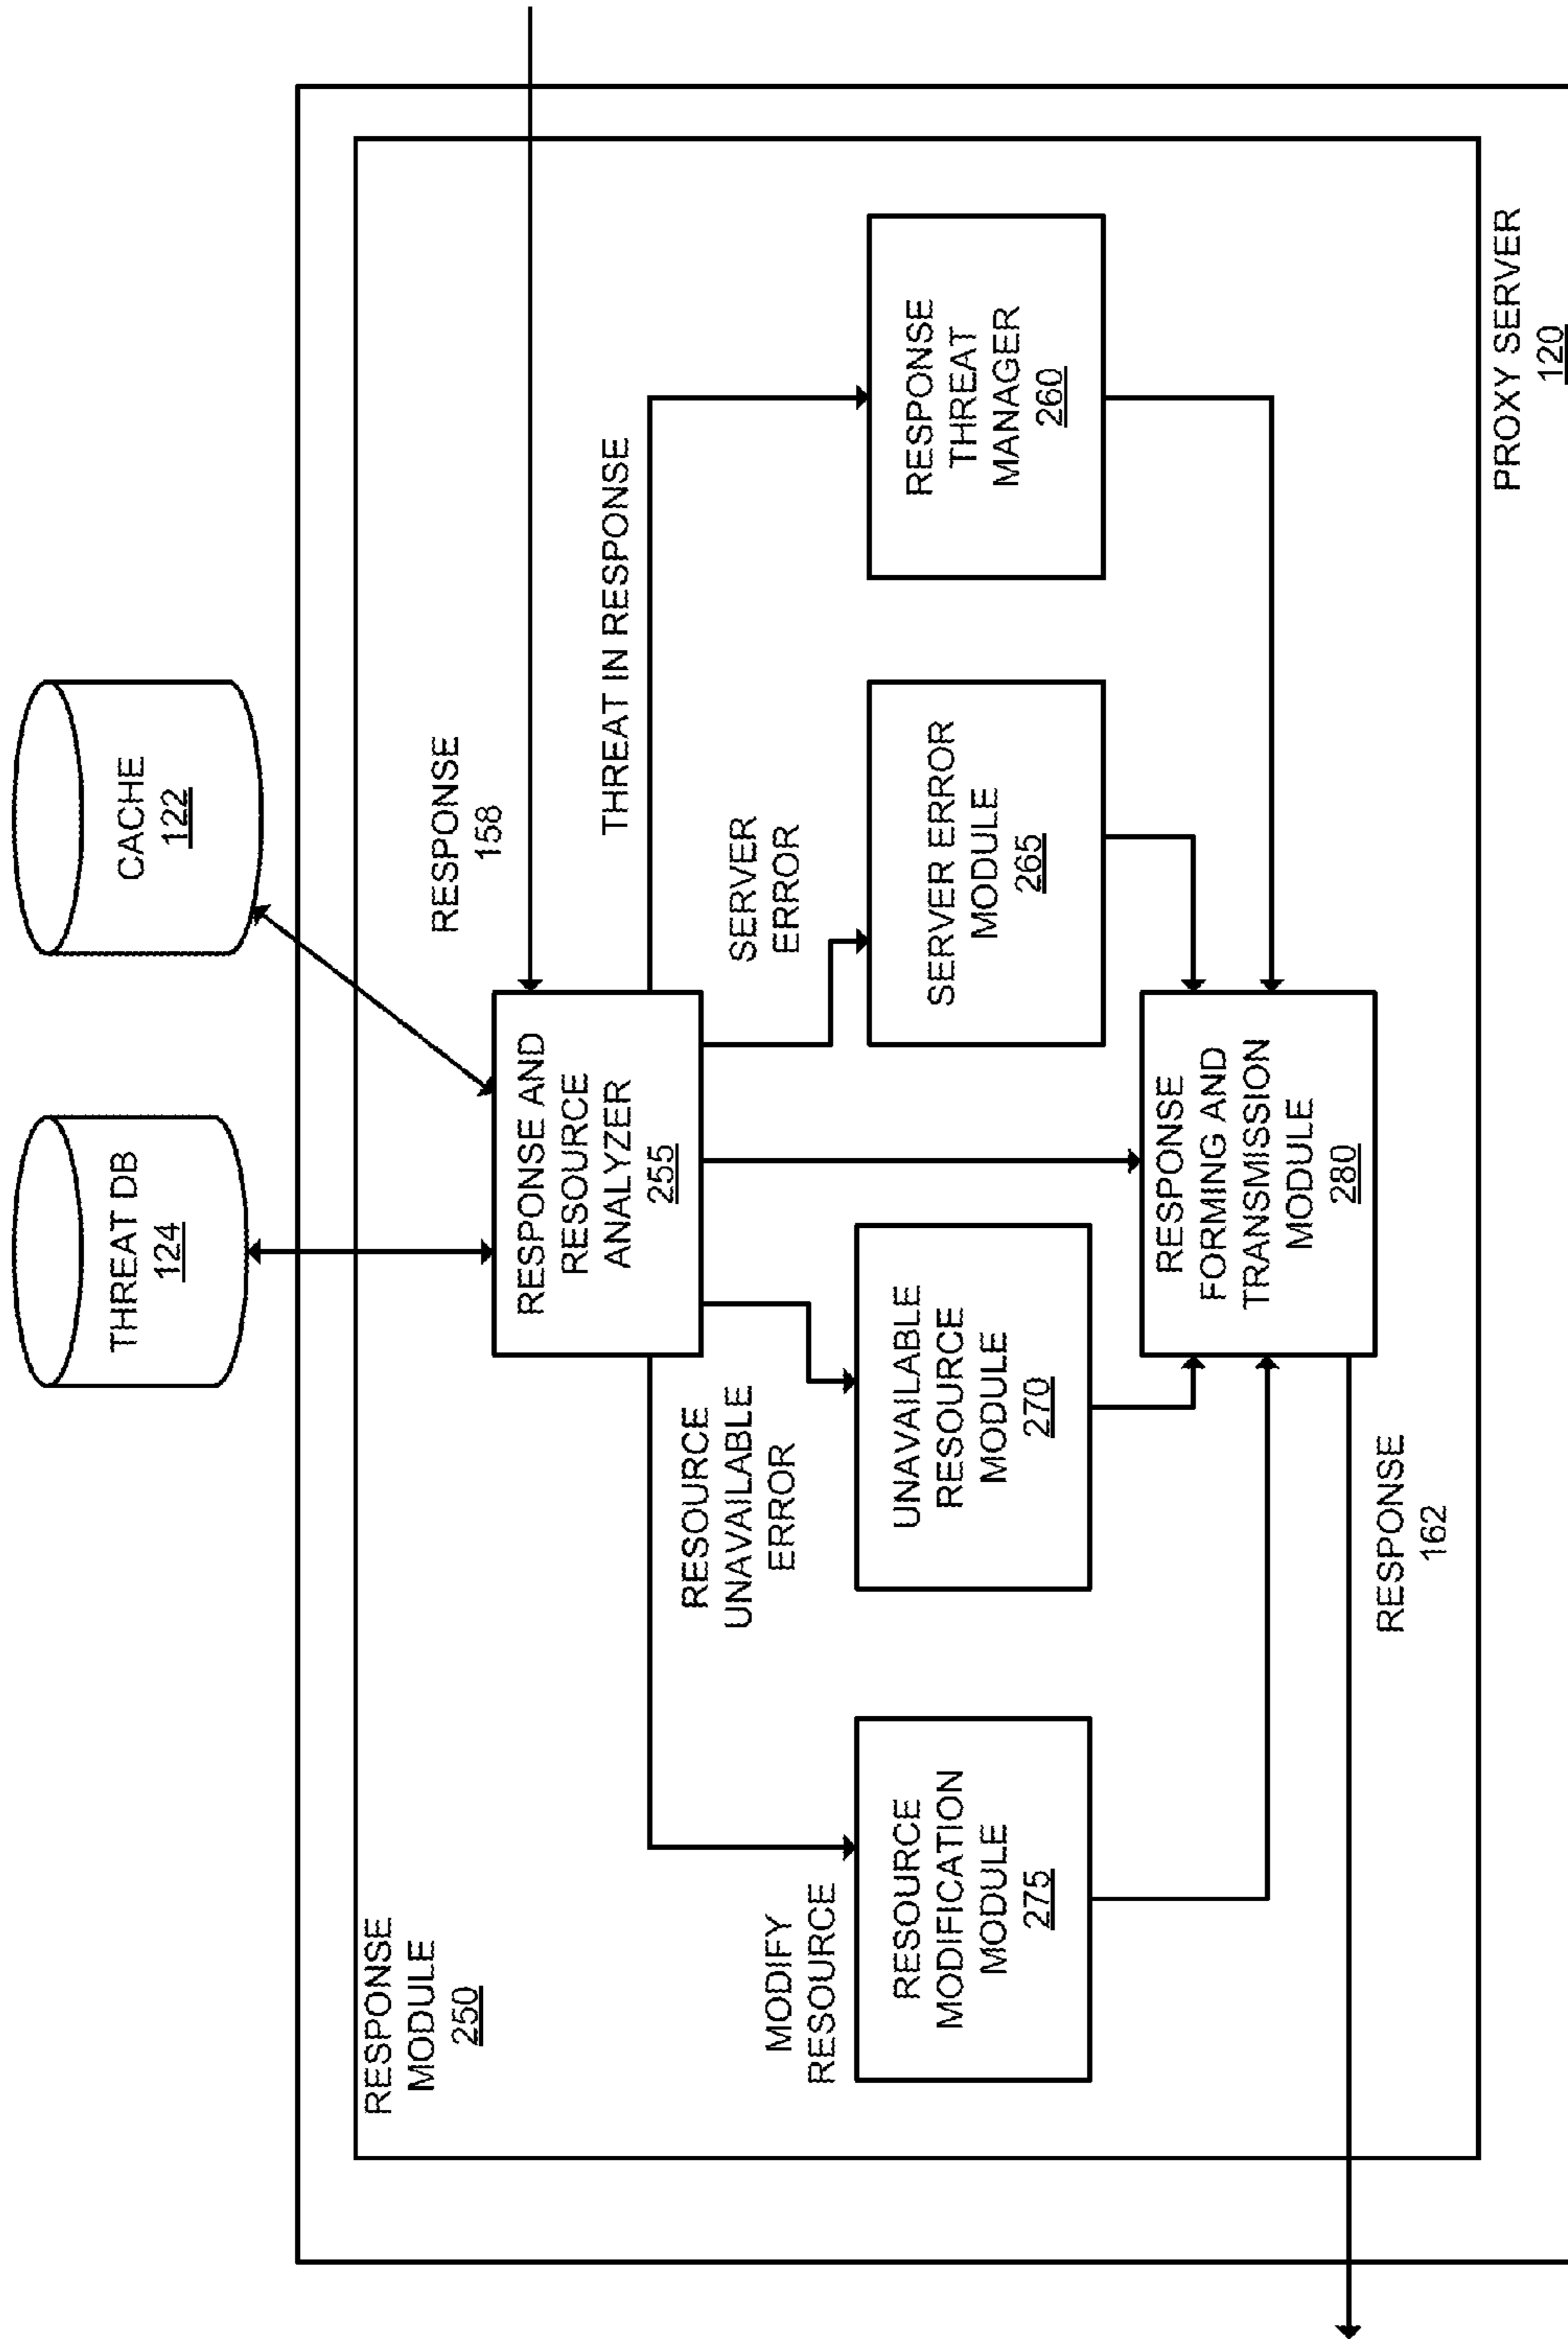 THREAT DB
124
CACHE
122
RESPONSE
MODULE
250
RESPONSE
158
RESPONSE AND
RESOURCE
ANALYZER
255
THREAT IN RESPONSE
MODIFY
RESOURCE
RESOURCE
UNAVAILABLE
ERROR
SERVER
ERROR
RESOURCE
MODIFICATION
MODULE
275
UNAVAILABLE
RESOURCE
MODULE
270
SERVER ERROR
MODULE
265
RESPONSE
THREAT
MANAGER
260
RESPONSE
FORMING AND
TRANSMISSION
MODULE
280
RESPONSE
162
PROXY SERVER
120